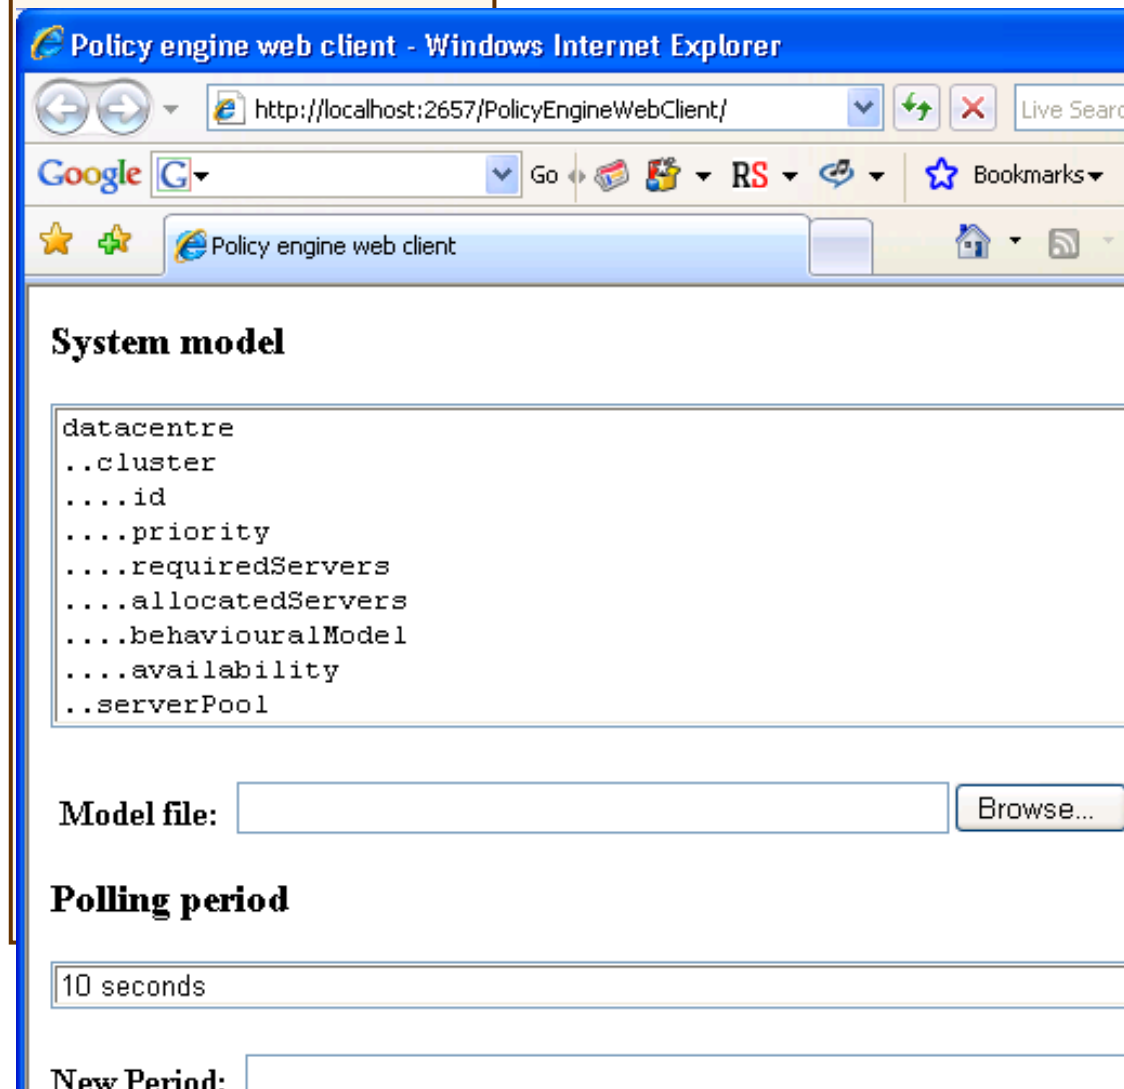 Policy engine web client - Windows Internet Explorer
http://localhost:2657/PolicyEngineWebClient/ Live Sear
Google G Go RS Bookmarks
Policy engine web client
System model
datacentre
..cluster
....id
....priority
....requiredServers
....allocatedServers
....behaviouralModel
....availability
..serverPool
Model file: Browse...
Polling period
10 seconds
New Period: